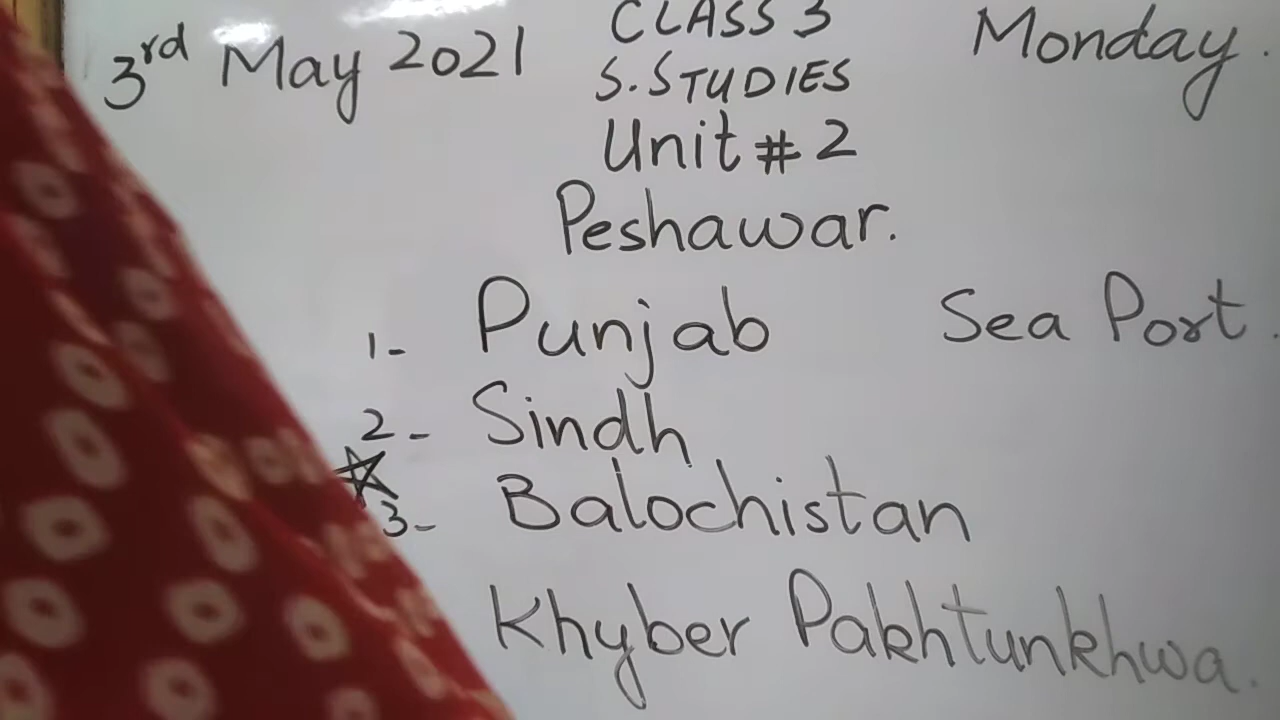 3rd May 2021
CLASS 3
Monday.
S.STUDIES
Unit # 2
Peshawar.
1- Punjab
Sea Port.
2- Sindh
3- Balochistan
Khyber Pakhtunkhwa.